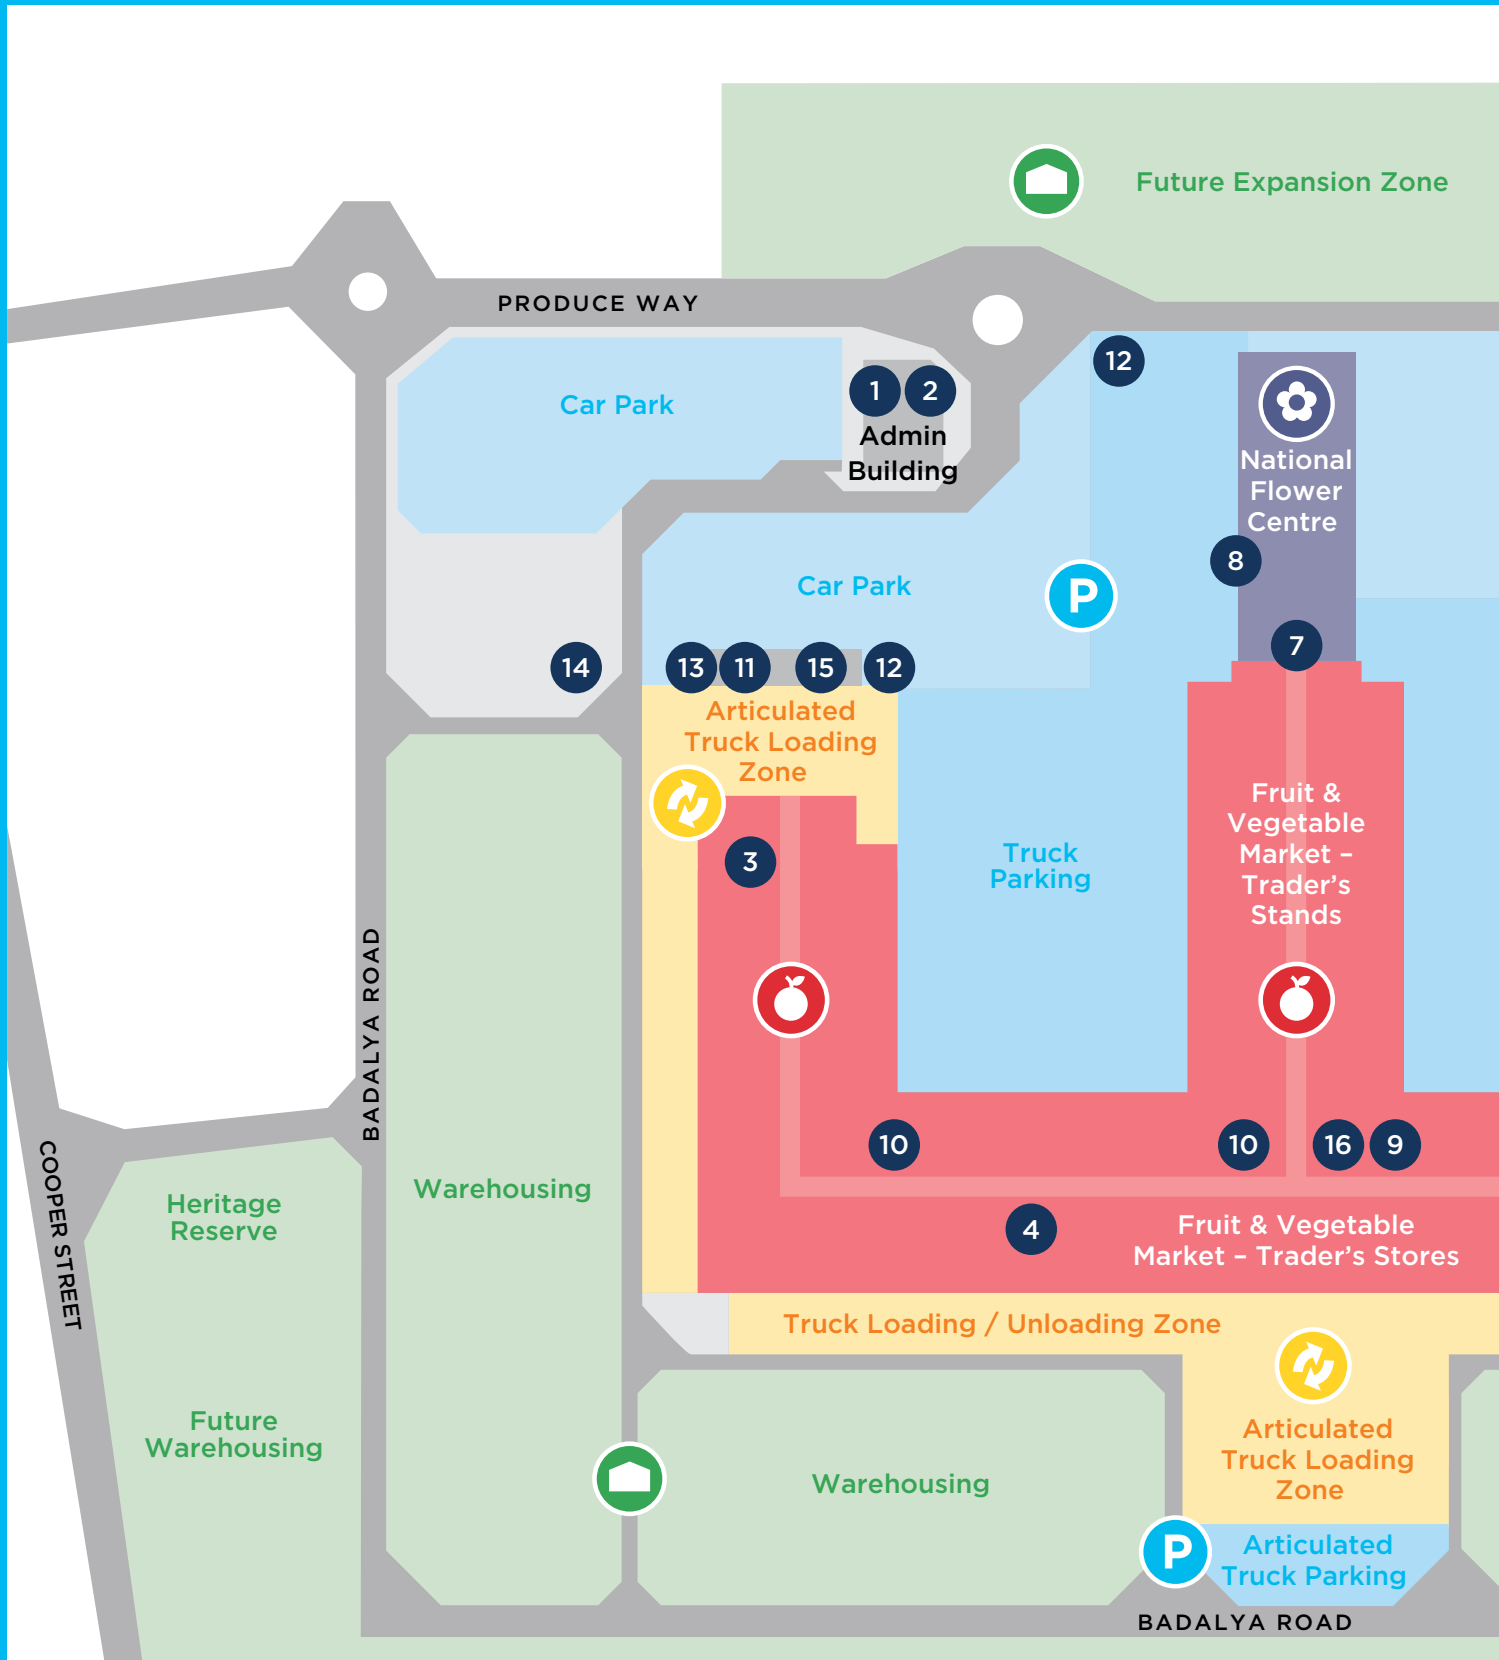 Future Expansion Zone
PRODUCE WAY
12
1
2
Car Park
Admin
Building
National
Flower
Centre
8
Car Park
P
7
14
13
11
15
12
Articulated
Truck Loading
Zone
3
Truck
Parking
Fruit &
Vegetable
Market –
Trader's
Stands
BADALYA ROAD
10
10
16
9
COOPER STREET
Heritage
Reserve
Warehousing
4
Fruit & Vegetable
Market – Trader's Stores
Truck Loading / Unloading Zone
Future
Warehousing
Warehousing
Articulated
Truck Loading
Zone
P
Articulated
Truck Parking
BADALYA ROAD